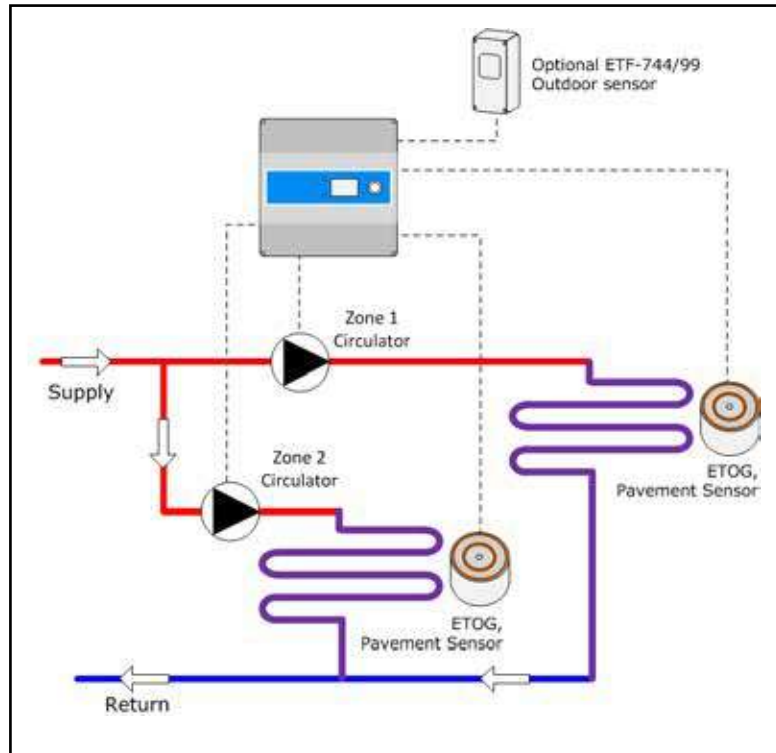 Optional ETF-744/99
Outdoor sensor
Zone 1
Circulator
Supply
Zone 2
Circulator
ETOG,
Pavement Sensor
ETOG,
Pavement Sensor
Return